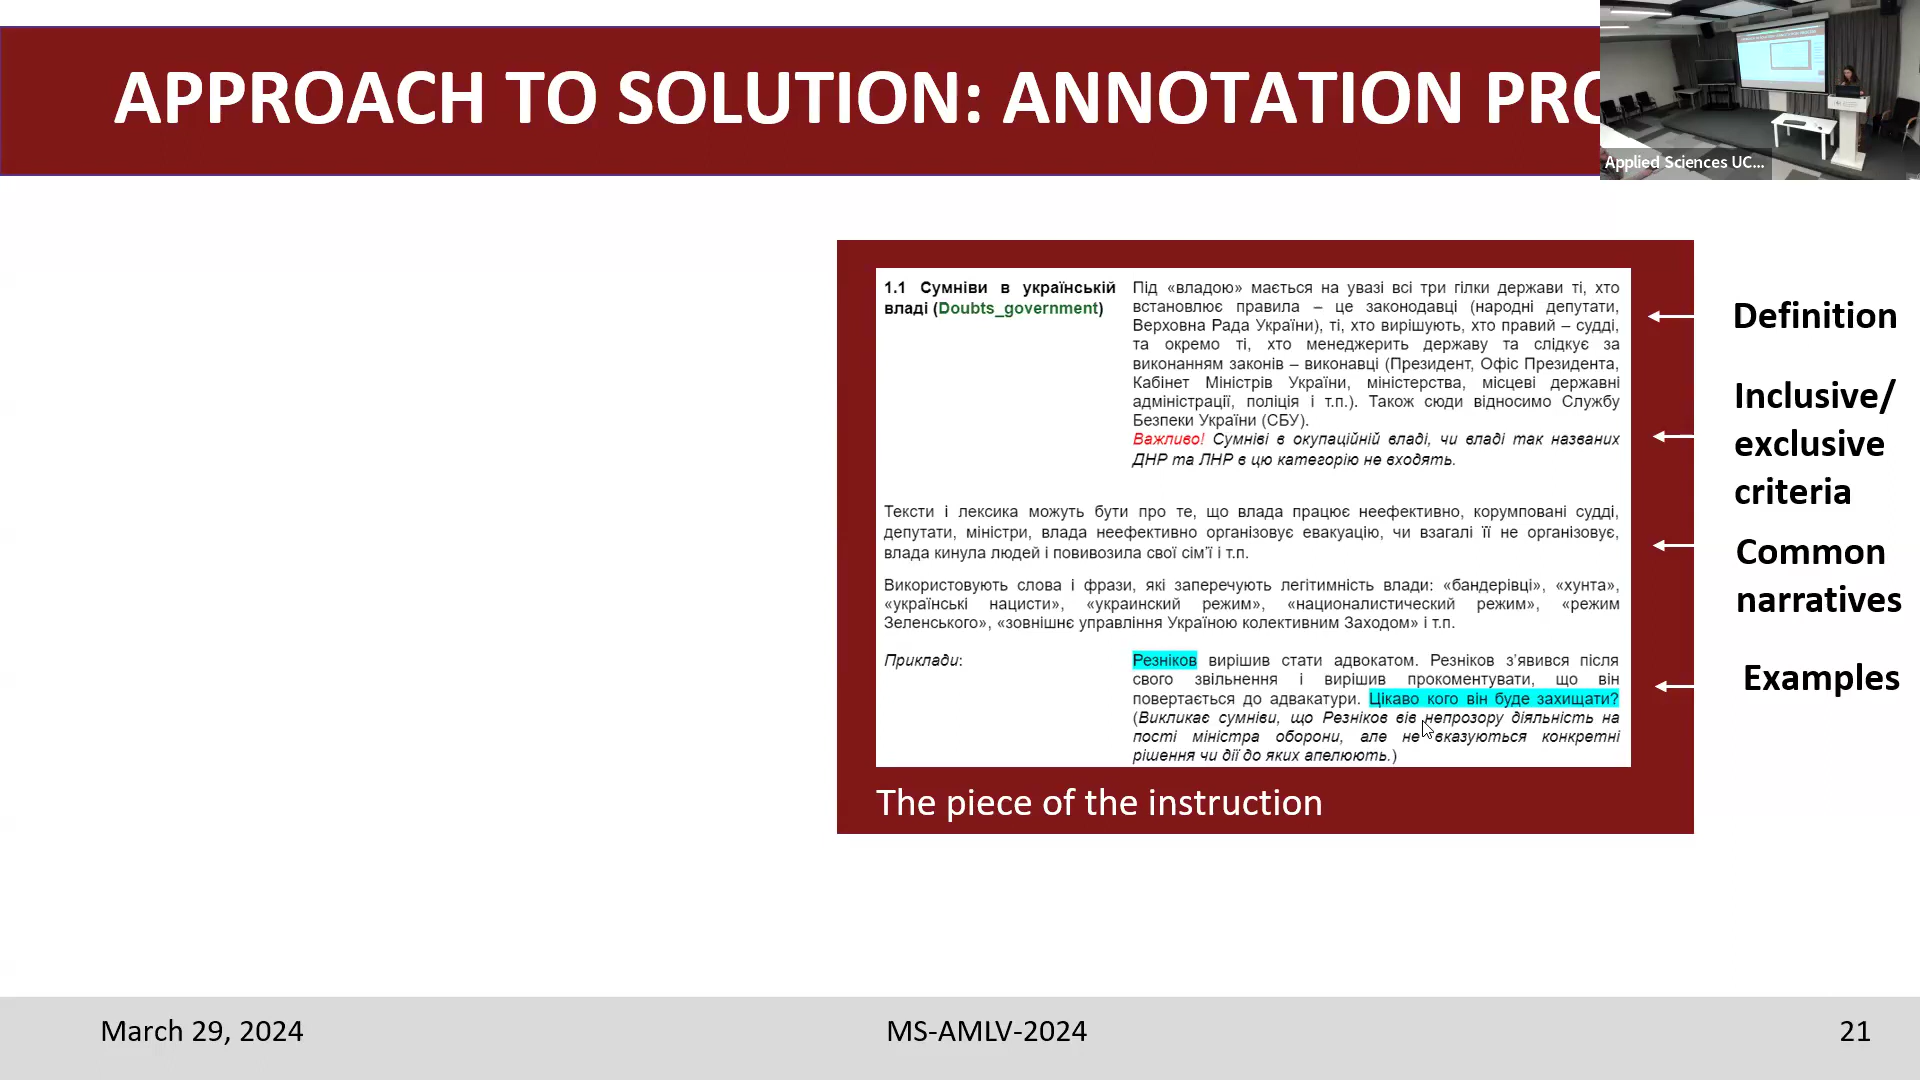 APPROACH TO SOLUTION: ANNOTATION
Applied Sciences UC...
1.1 Сумніви в українській
владі (Doubts_government)
Під «владою» мається на увазі всі три гілки держави ті, хто
встановлює правила – це законодавці (народні депутати,
Верховна Рада України), ті, хто вирішують, хто правий – судді,
та окремо ті, хто менеджерить державу та слідкує за
виконанням законів – виконавці (Президент, Офіс Президента,
Кабінет Міністрів України, міністерства, місцеві державні
адміністрації, поліція і т.п.). Також сюди відносимо Службу
Безпеки України (СБУ).
Важливо! Сумніві в окупаційній владі, чи владі так названих
ДНР та ЛНР в цю категорію не входять.
Тексти і лексика можуть бути про те, що влада працює неефективно, корумповані судді,
депутати, міністри, влада неефективно організовує евакуацію, чи взагалі її не організовує,
влада кинула людей і повивозила свої сім’ї і т.п.
Використовують слова і фрази, які заперечують легітимність влади: «бандерівці», «хунта»,
«українські нацисти», «украинский режим», «националистический режим», «режим
Зеленського», «зовнішнє управління Україною колективним Заходом» і т.п.
Приклади:
Резніков вирішив стати адвокатом. Резніков з’явився після
свого звільнення і вирішив прокоментувати, що він
повертається до адвакатури. Цікаво кого він буде захищати?
(Викликає сумніви, що Резніков вів непрозору діяльність на
пості міністра оборони, але не вказуються конкретні
рішення чи дії до яких апелюють.)
The piece of the instruction
Definition
Inclusive/
exclusive
criteria
Common
narratives
Examples
March 29, 2024
MS-AMLV-2024
21